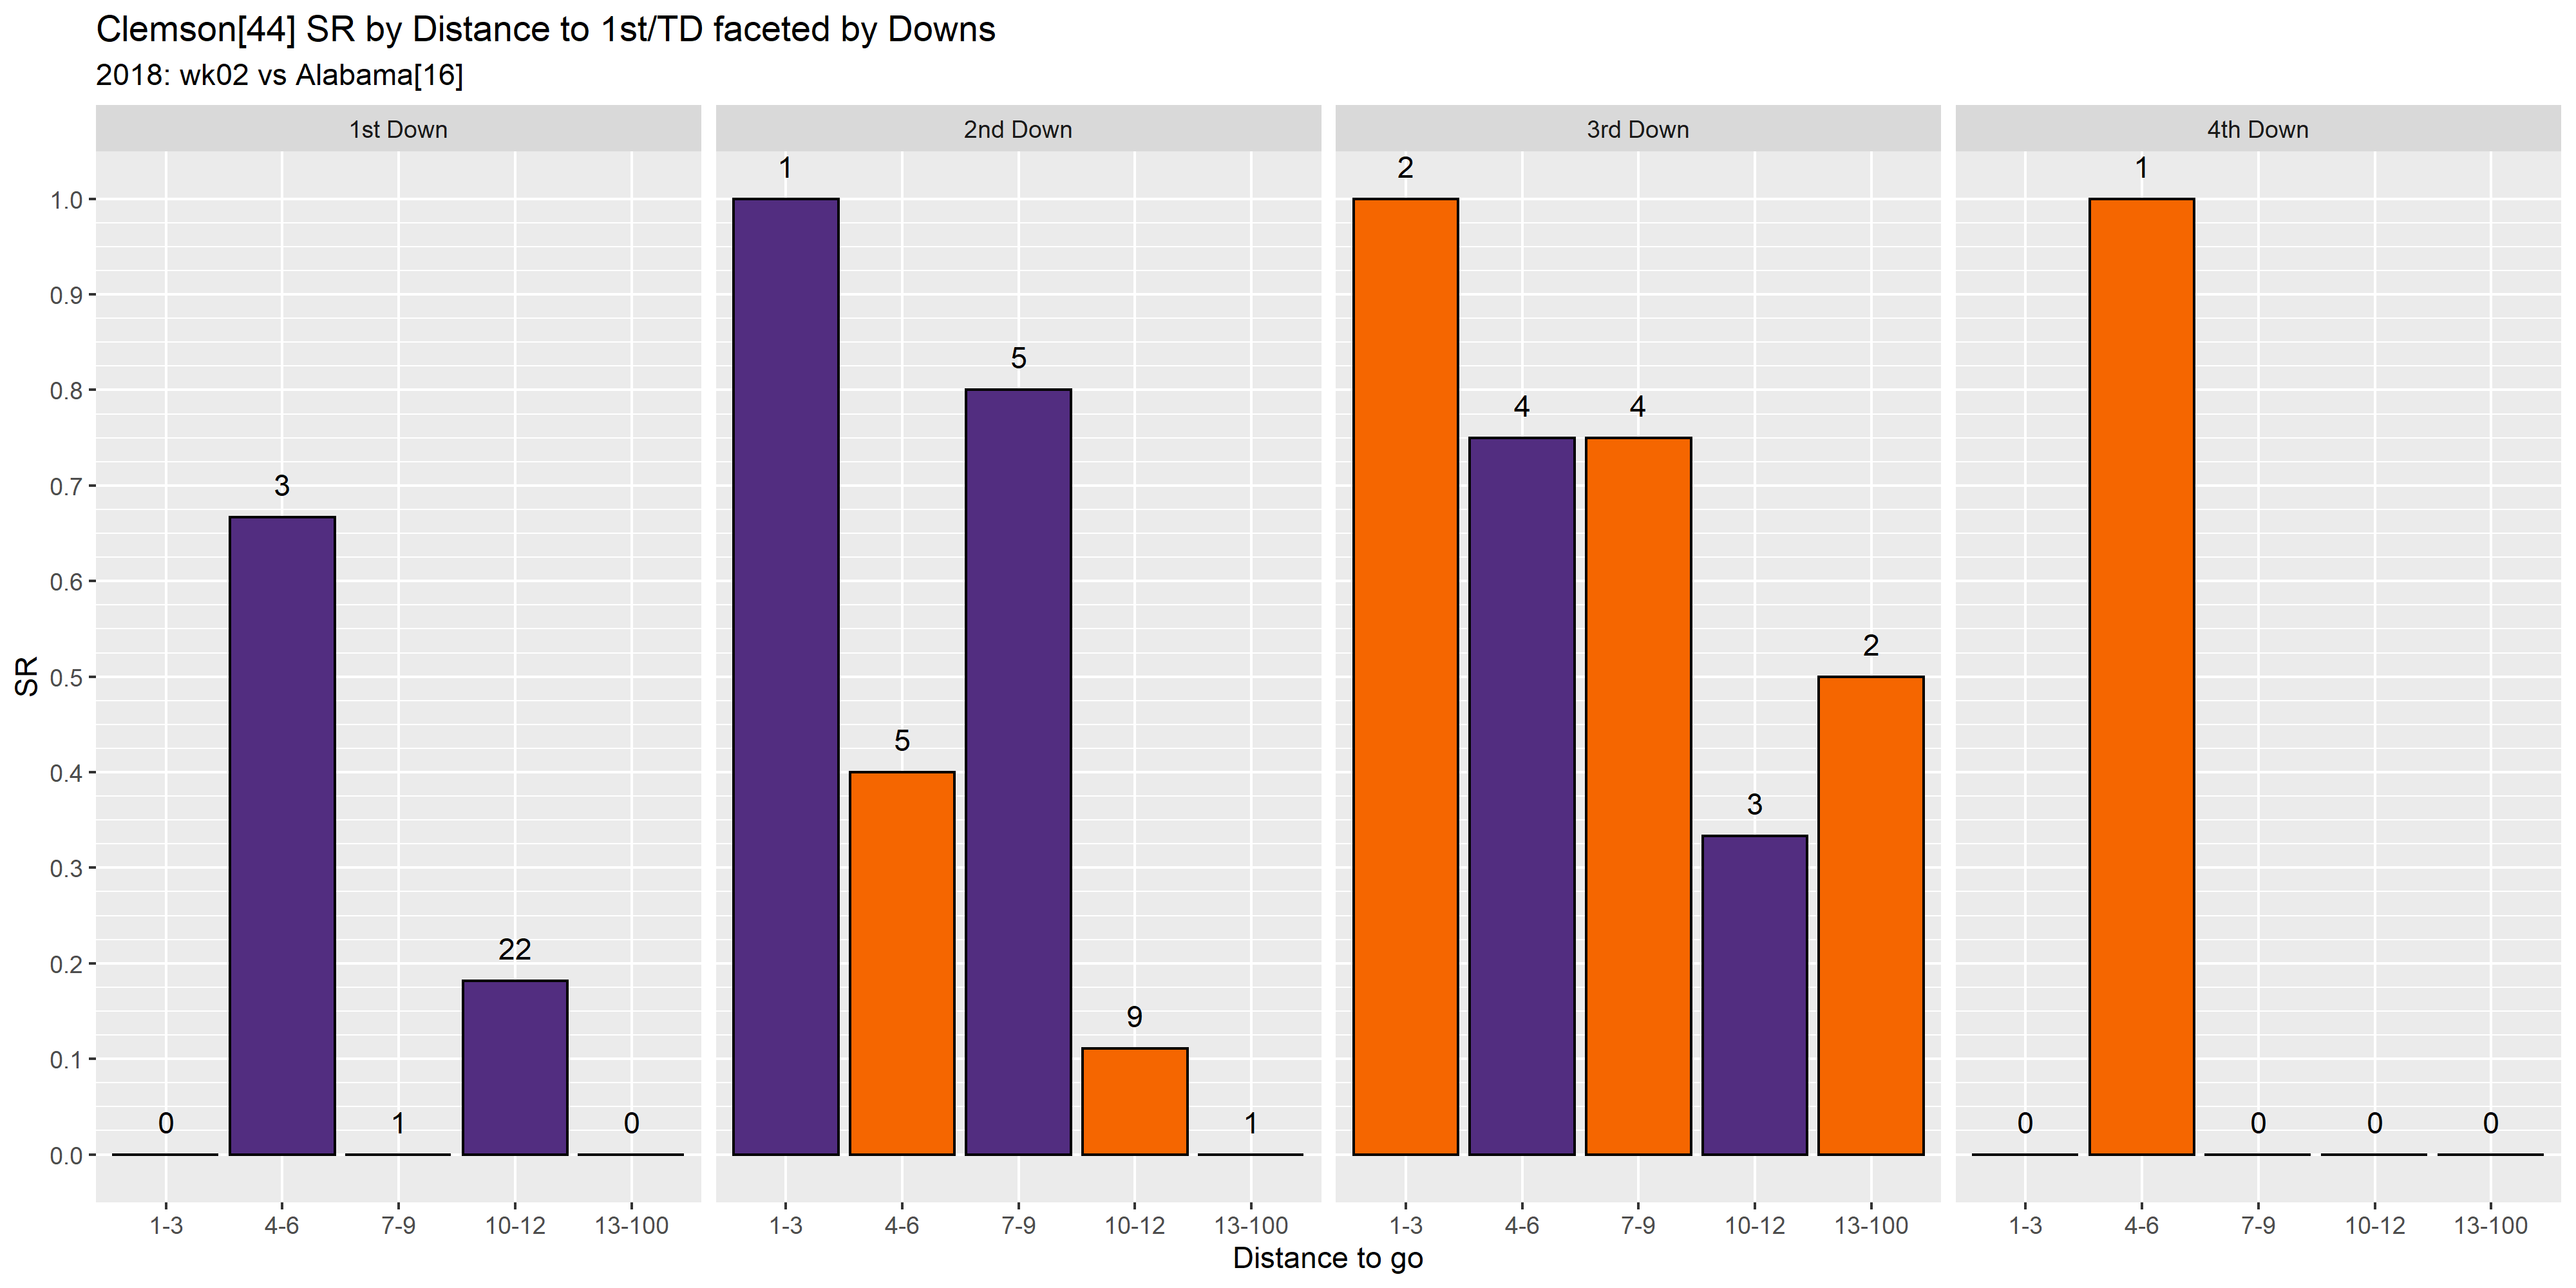 Clemson[44] SR by Distance to 1st/TD faceted by Downs
2018: wk02 vs Alabama[16]
1st Down 2nd Down 3rd Down 4th Down
SR
1.0
0.9
0.8
0.7
0.6
0.5
0.4
0.3
0.2
0.1
0.0
0 3 1 22 0
1 5 5 9 1
2 4 4 3 2
0 1 0 0 0
1-3 4-6 7-9 10-12 13-100 1-3 4-6 7-9 10-12 13-100 1-3 4-6 7-9 10-12 13-100 1-3 4-6 7-9 10-12 13-100
Distance to go